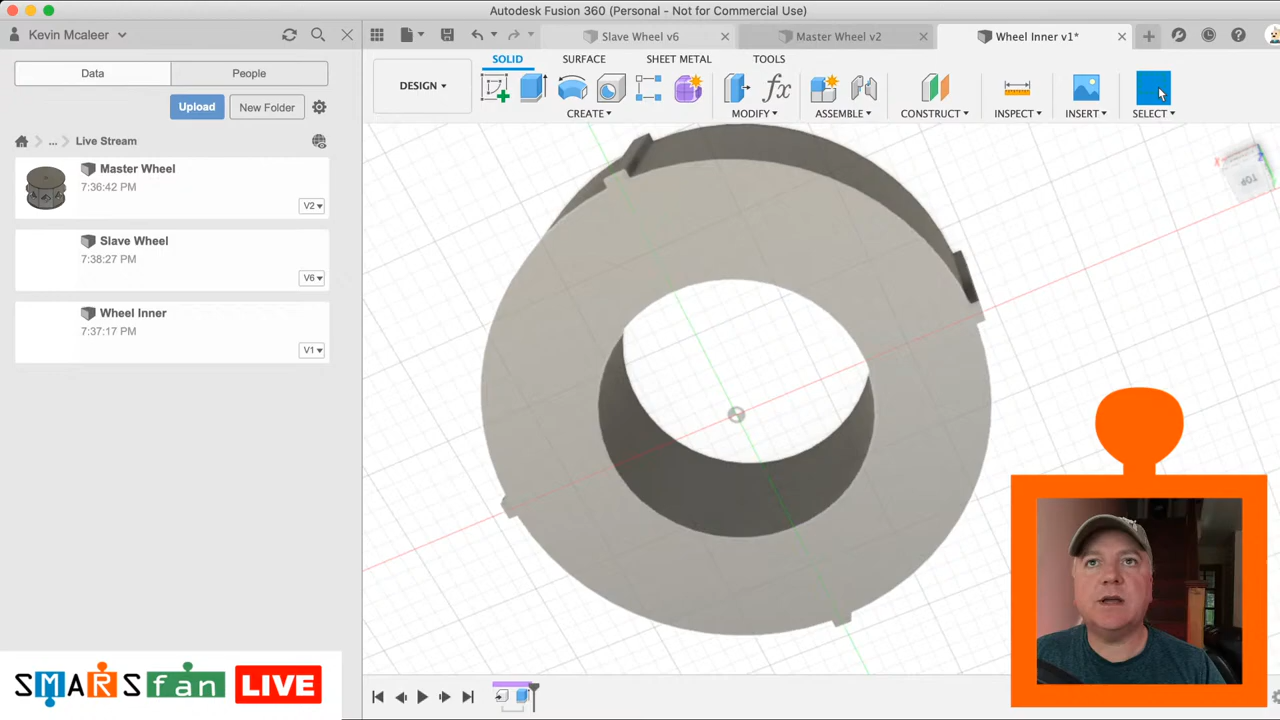 Autodesk Fusion 360 (Personal - Not for Commercial Use)
Kevin Mcaleer
Slave Wheel v6
Master Wheel v2
Wheel Inner v1*
Data
People
Upload
New Folder
... Live Stream
Master Wheel
7:36:42 PM
V2
Slave Wheel
7:38:27 PM
V6
Wheel Inner
7:37:17 PM
V1
DESIGN
SOLID
SURFACE
SHEET METAL
TOOLS
CREATE
MODIFY
ASSEMBLE
CONSTRUCT
INSPECT
INSERT
SELECT
TOP
SMARSfan LIVE